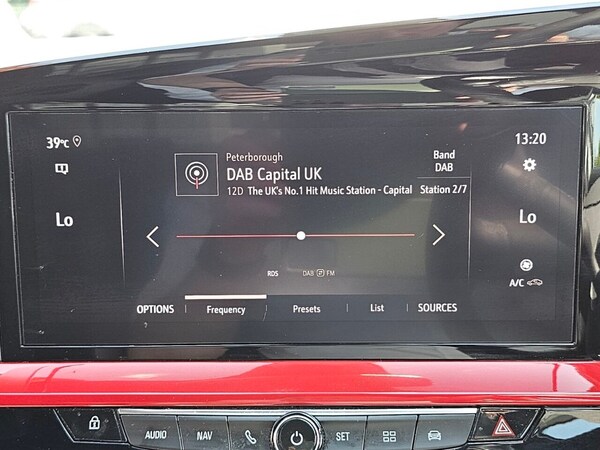 39°C
13:20
Peterborough
DAB Capital UK
12D The UK's No.1 Hit Music Station - Capital
Band
DAB
Station 2/7
Lo
Lo
RDS
DAB FM
A/C
OPTIONS
Frequency
Presets
List
SOURCES
AUDIO
NAV
SET